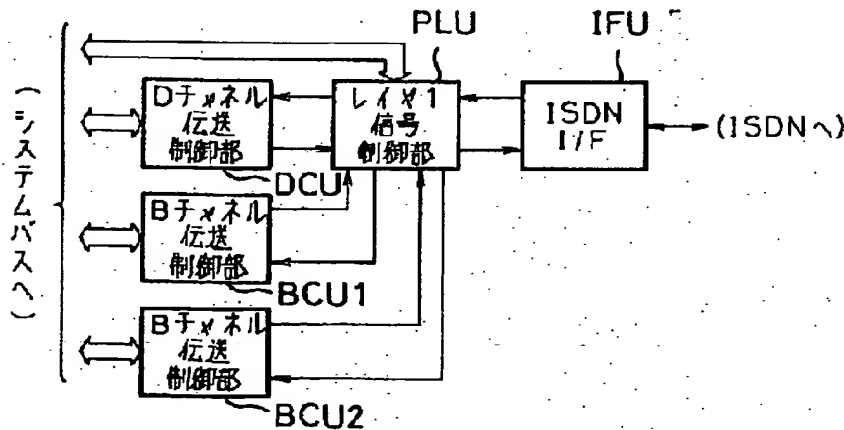 PLU
IFU
Dチャネル
伝送
制御部
DCU
レイヤ1
信号
制御部
ISDN
I/F
(ISDNへ)
(システムバスへ)
Bチャネル
伝送
制御部
BCU1
Bチャネル
伝送
制御部
BCU2